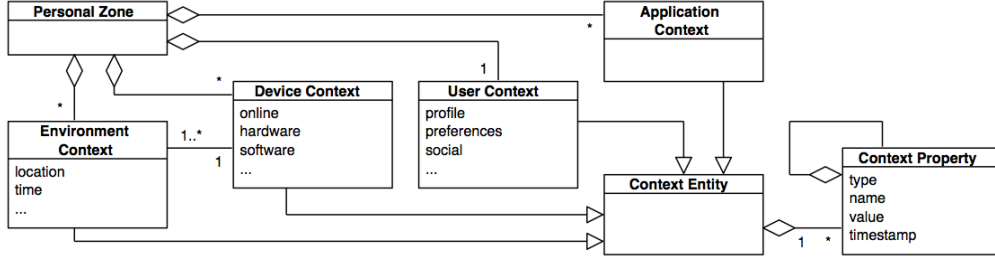 Personal Zone
*
Application
Context
1
*
*
Device Context
online
hardware
software
...
User Context
profile
preferences
social
...
Environment
Context
location
time
...
1..*
1
Context Entity
1
*
Context Property
type
name
value
timestamp